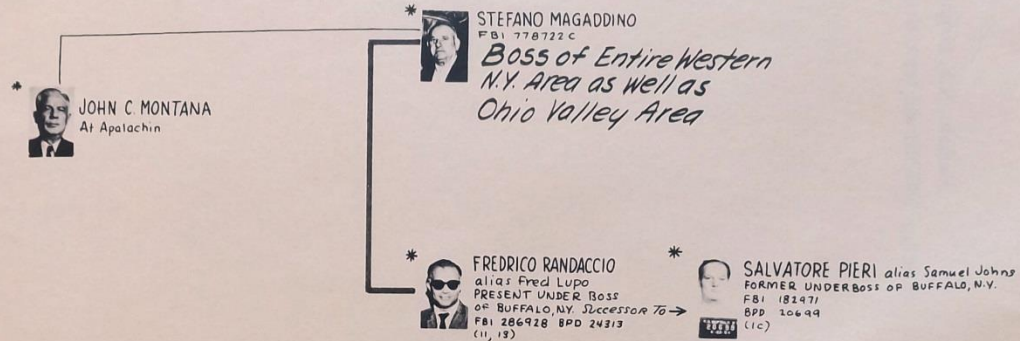 *
STEFANO MAGADDINO
FBI 778722C
Boss of Entire Western
N.Y. Area as well as
Ohio Valley Area
*
JOHN C. MONTANA
At Apalachin
*
FREDRICO RANDACCIO
alias Fred Lupo
PRESENT UNDER BOSS
OF BUFFALO, N.Y. Successor To →
FBI 286928 BPD 24313
(11, 13)
*
SALVATORE PIERI alias Samuel Johns
FORMER UNDERBOSS OF BUFFALO, N.Y.
FBI 182971
BPD 20699
(1c)